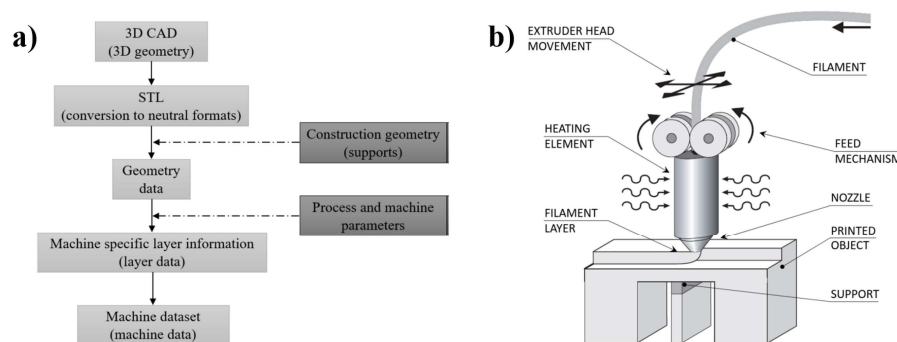 a)
3D CAD
(3D geometry)
STL
(conversion to neutral formats)
Construction geometry
(supports)
Geometry
data
Process and machine
parameters
Machine specific layer information
(layer data)
Machine dataset
(machine data)
b)
EXTRUDER HEAD
MOVEMENT
FILAMENT
HEATING
ELEMENT
FEED
MECHANISM
FILAMENT
LAYER
NOZZLE
PRINTED
OBJECT
SUPPORT